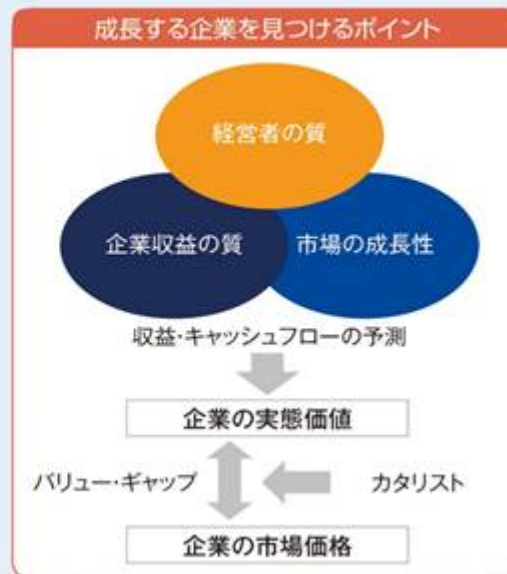 成長する企業を見つけるポイント
経営者の質
企業収益の質
市場の成長性
収益・キャッシュフローの予測
企業の実態価値
バリュー・ギャップ
カタリスト
企業の市場価格